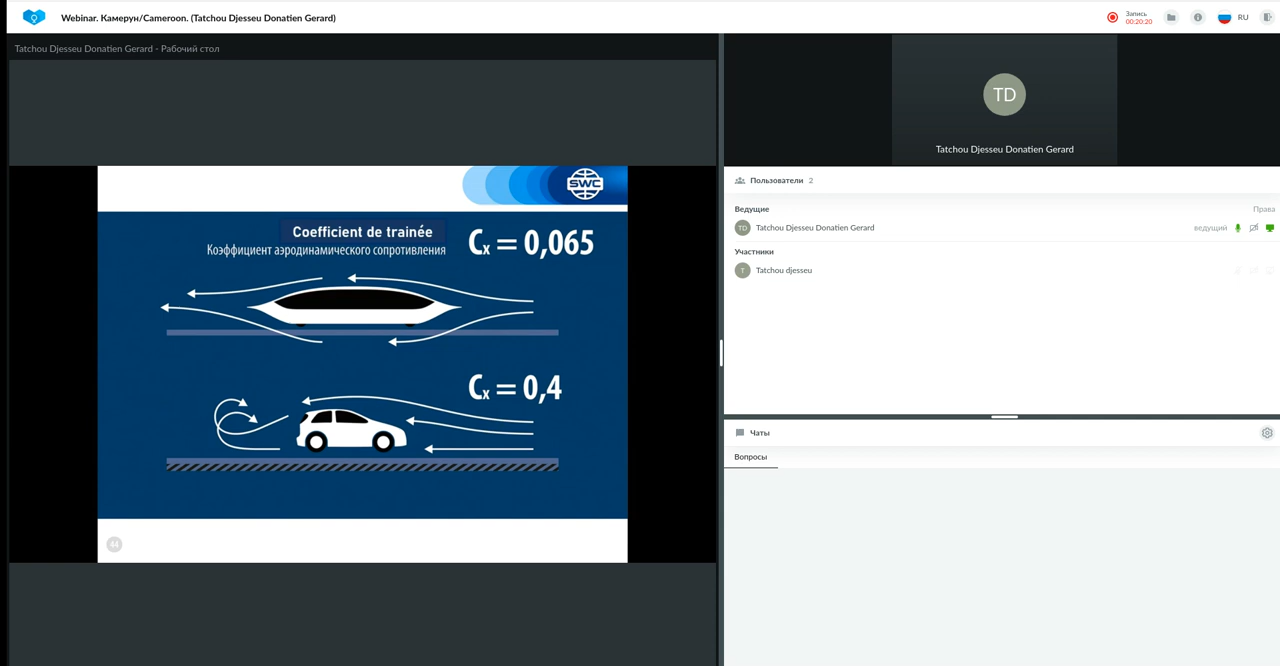 Webinar. Камерун/Cameroon. (Tatchou Djesseu Donatien Gerard)
Запись
00:20:20
RU
Tatchou Djesseu Donatien Gerard - Рабочий стол
SWC
Coefficient de trainée
Коэффициент аэродинамического сопротивления
Cx = 0,065
Cx = 0,4
44
TD
Tatchou Djesseu Donatien Gerard
Пользователи 2
Ведущие Права
TD Tatchou Djesseu Donatien Gerard ведущий
Участники
T Tatchou djesseu
Чаты
Вопросы